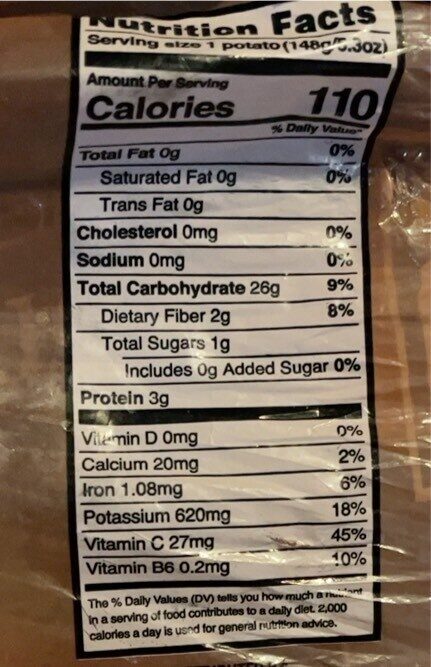 Nutrition Facts
Serving size 1 potato (148g/5.3oz)
Amount Per Serving
Calories 110
% Daily Value*
Total Fat 0g 0%
Saturated Fat 0g 0%
Trans Fat 0g
Cholesterol 0mg 0%
Sodium 0mg 0%
Total Carbohydrate 26g 9%
Dietary Fiber 2g 8%
Total Sugars 1g
Includes 0g Added Sugar 0%
Protein 3g
Vitamin D 0mg 0%
Calcium 20mg 2%
Iron 1.08mg 6%
Potassium 620mg 18%
Vitamin C 27mg 45%
Vitamin B6 0.2mg 10%
The % Daily Values (DV) tells you how much a nutrient
in a serving of food contributes to a daily diet. 2,000
calories a day is used for general nutrition advice.